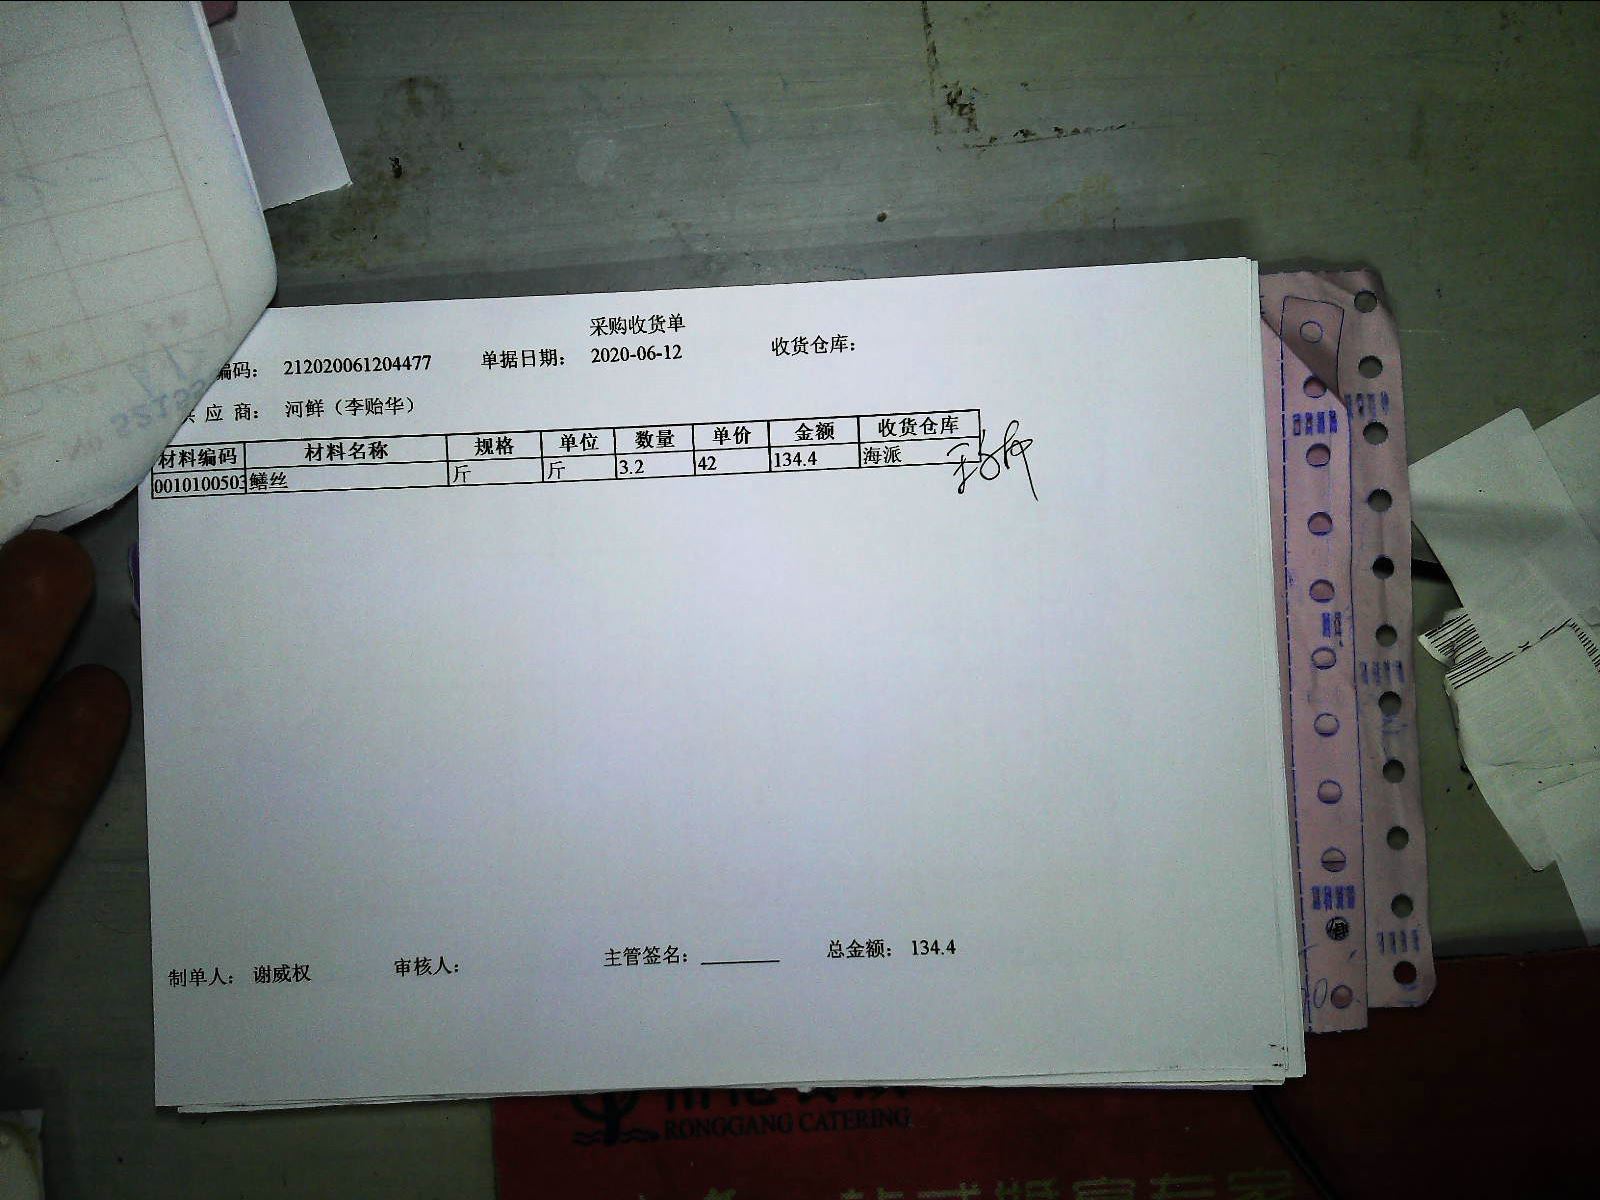 采购收货单
编码： 212020061204477 单据日期： 2020-06-12 收货仓库：
供应商： 河鲜（李贻华）
材料编码 材料名称 规格 单位 数量 单价 金额 收货仓库
0010100503 鳝丝 斤 斤 3.2 42 134.4 海派
制单人： 谢威权 审核人： 主管签名： 总金额： 134.4
RONGGANG CATERING